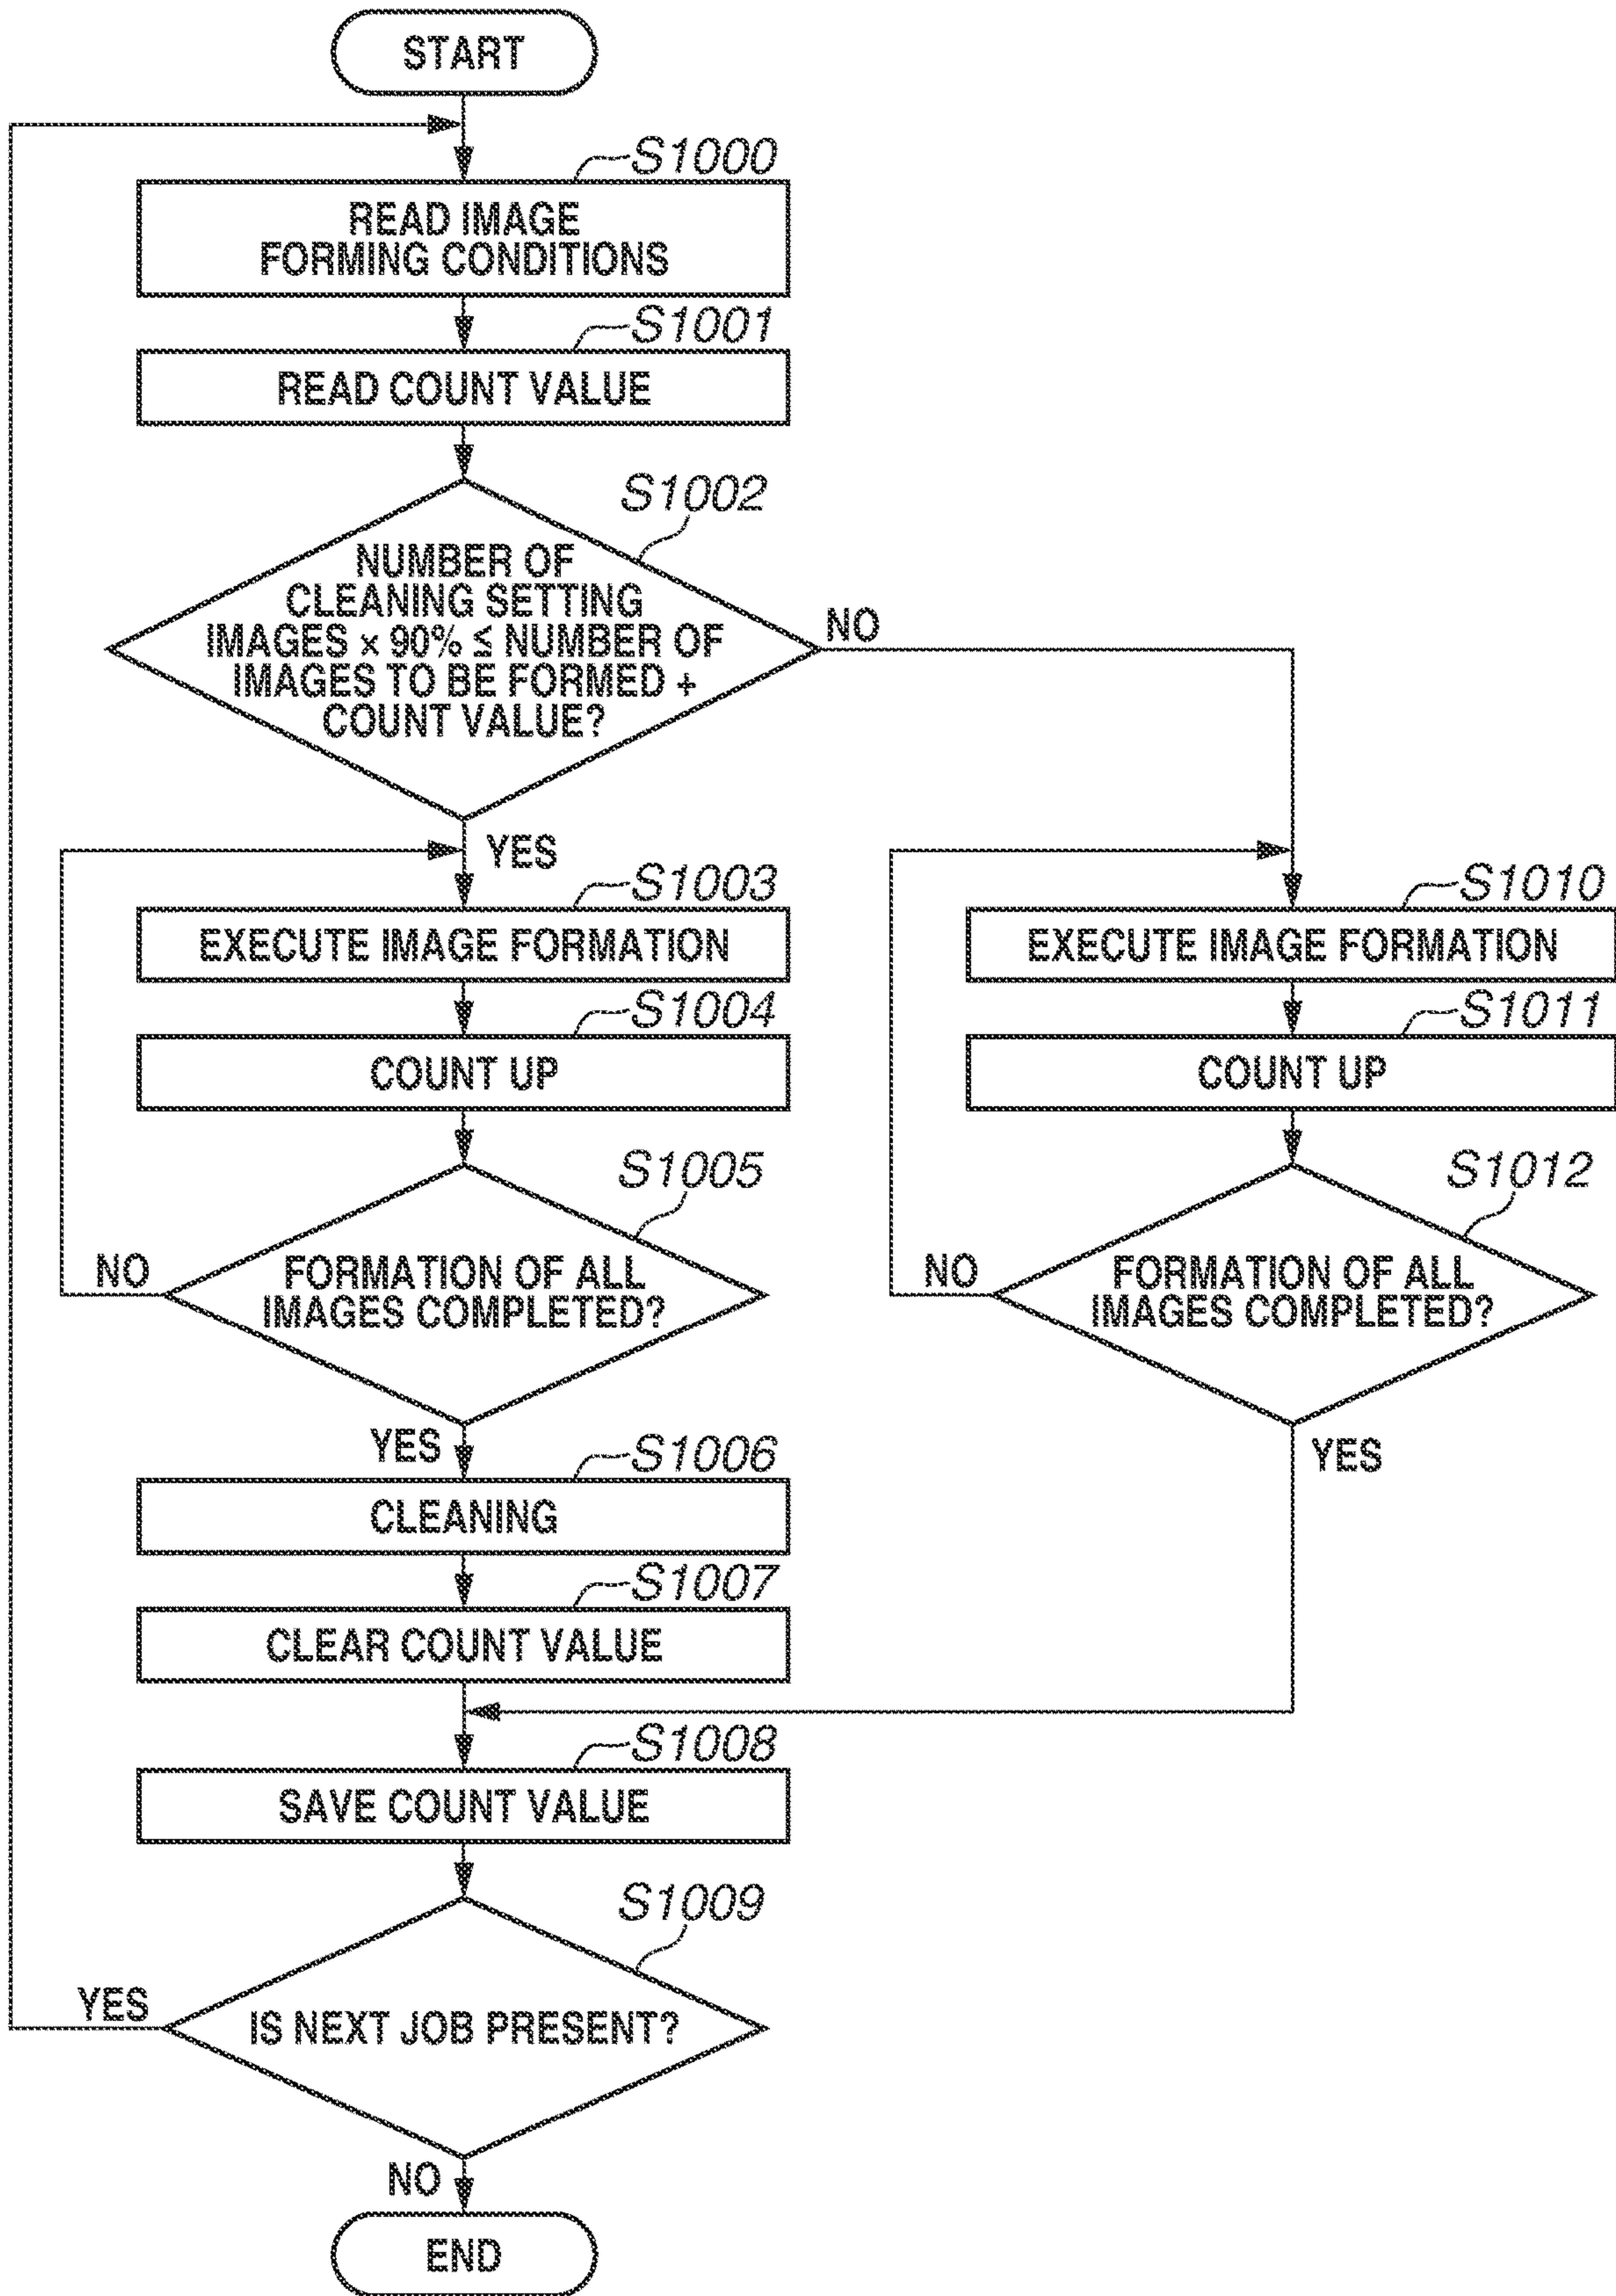 START
S1000
READ IMAGE
FORMING CONDITIONS
S1001
READ COUNT VALUE
S1002
NUMBER OF
CLEANING SETTING
IMAGES × 90% ≤ NUMBER OF
IMAGES TO BE FORMED +
COUNT VALUE?
NO
YES
S1003
EXECUTE IMAGE FORMATION
S1004
COUNT UP
S1005
FORMATION OF ALL
IMAGES COMPLETED?
NO
YES
S1006
CLEANING
S1007
CLEAR COUNT VALUE
S1010
EXECUTE IMAGE FORMATION
S1011
COUNT UP
S1012
FORMATION OF ALL
IMAGES COMPLETED?
NO
YES
S1008
SAVE COUNT VALUE
S1009
IS NEXT JOB PRESENT?
YES
NO
END